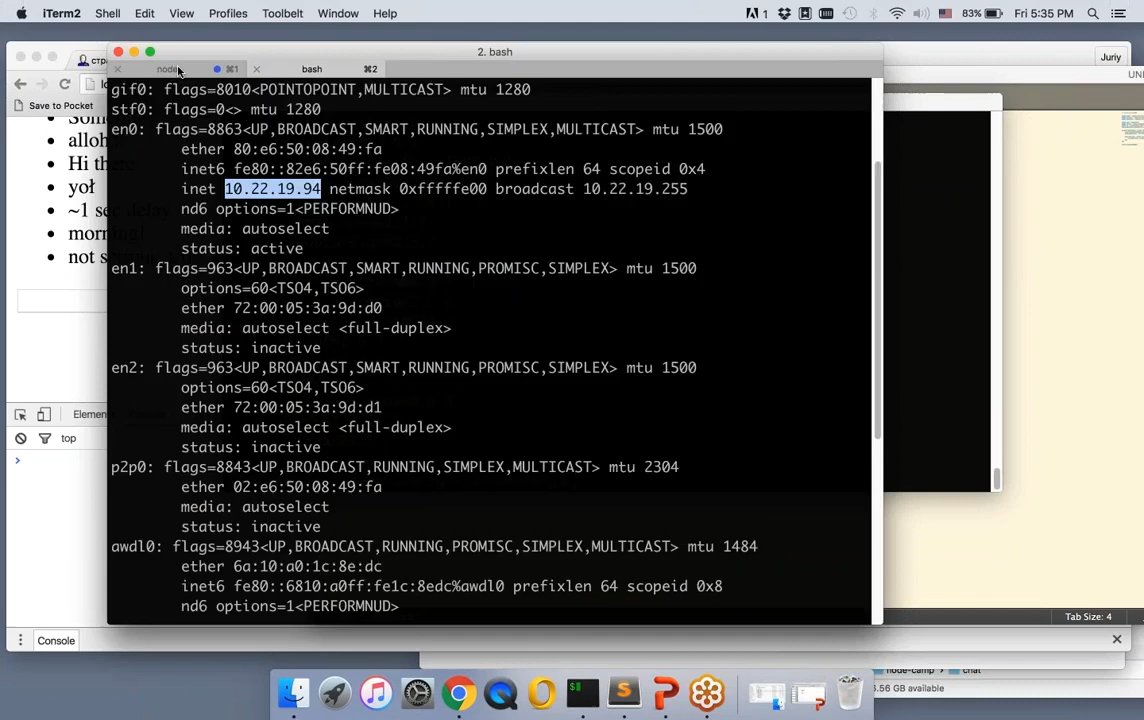 iTerm2 Shell Edit View Profiles Toolbelt Window Help
1 83% Fri 5:35 PM
2. bash
node ⌘1 bash ⌘2
стра
Juriy
UNI
Save to Pocket
gif0: flags=8010<POINTOPOINT,MULTICAST> mtu 1280
stf0: flags=0<> mtu 1280
en0: flags=8863<UP,BROADCAST,SMART,RUNNING,SIMPLEX,MULTICAST> mtu 1500
ether 80:e6:50:08:49:fa
inet6 fe80::82e6:50ff:fe08:49fa%en0 prefixlen 64 scopeid 0x4
inet 10.22.19.94 netmask 0xfffffe00 broadcast 10.22.19.255
nd6 options=1<PERFORMNUD>
media: autoselect
status: active
en1: flags=963<UP,BROADCAST,SMART,RUNNING,PROMISC,SIMPLEX> mtu 1500
options=60<TSO4,TSO6>
ether 72:00:05:3a:9d:d0
media: autoselect <full-duplex>
status: inactive
en2: flags=963<UP,BROADCAST,SMART,RUNNING,PROMISC,SIMPLEX> mtu 1500
options=60<TSO4,TSO6>
ether 72:00:05:3a:9d:d1
media: autoselect <full-duplex>
status: inactive
p2p0: flags=8843<UP,BROADCAST,RUNNING,SIMPLEX,MULTICAST> mtu 2304
ether 02:e6:50:08:49:fa
media: autoselect
status: inactive
awdl0: flags=8943<UP,BROADCAST,RUNNING,PROMISC,SIMPLEX,MULTICAST> mtu 1484
ether 6a:10:a0:1c:8e:dc
inet6 fe80::6810:a0ff:fe1c:8edc%awdl0 prefixlen 64 scopeid 0x8
nd6 options=1<PERFORMNUD>
Hi th
yoł
~1 sec delay
morning!
not s
Elemen
top
Console
Tab Size: 4
node-camp chat
5.56 GB available